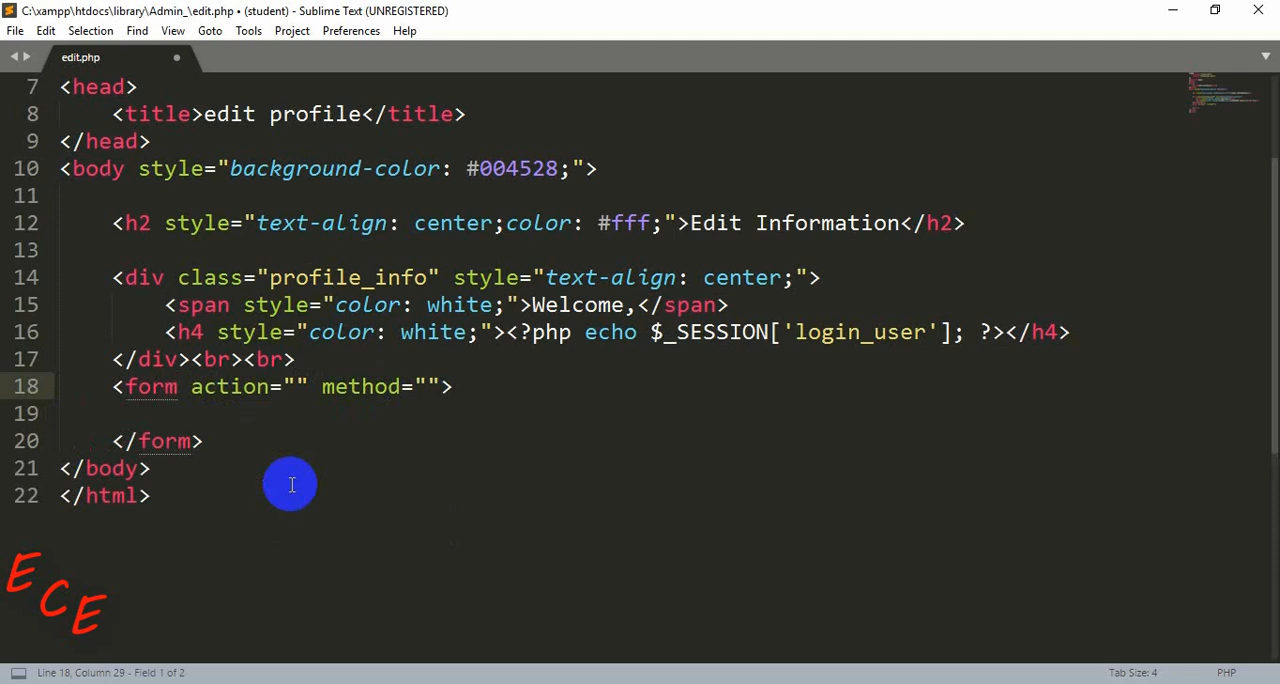 C:\xampp\htdocs\library\Admin_\edit.php • (student) - Sublime Text (UNREGISTERED)
File Edit Selection Find View Goto Tools Project Preferences Help
edit.php
7 <head>
8     <title>edit profile</title>
9 </head>
10 <body style="background-color: #004528;">
11
12     <h2 style="text-align: center;color: #fff;">Edit Information</h2>
13
14     <div class="profile_info" style="text-align: center;">
15         <span style="color: white;">Welcome,</span>
16         <h4 style="color: white;"><?php echo $_SESSION['login_user']; ?></h4>
17     </div><br><br>
18     <form action="" method="">
19
20     </form>
21 </body>
22 </html>
ECE
Line 18, Column 29 - Field 1 of 2 Tab Size: 4 PHP